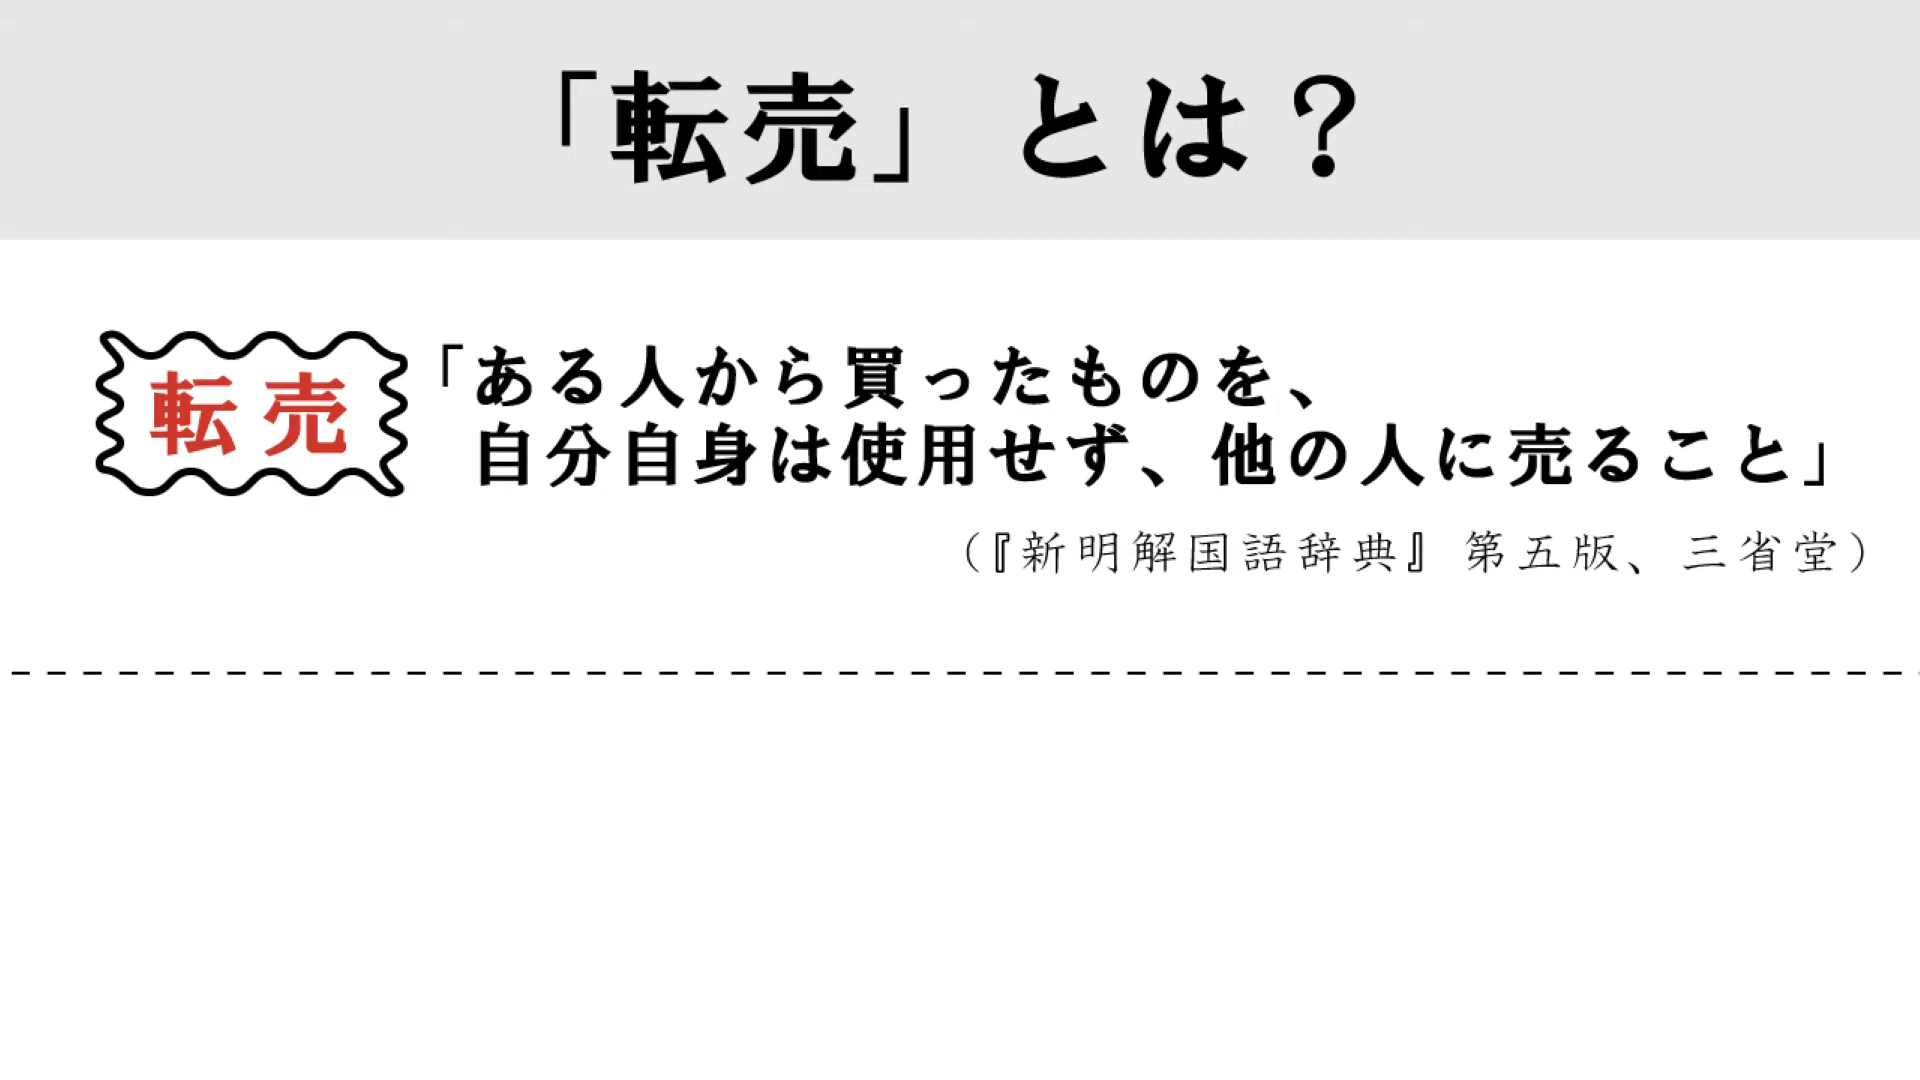 「転売」とは？
転売
「ある人から買ったものを、
自分自身は使用せず、他の人に売ること」
（『新明解国語辞典』第五版、三省堂）